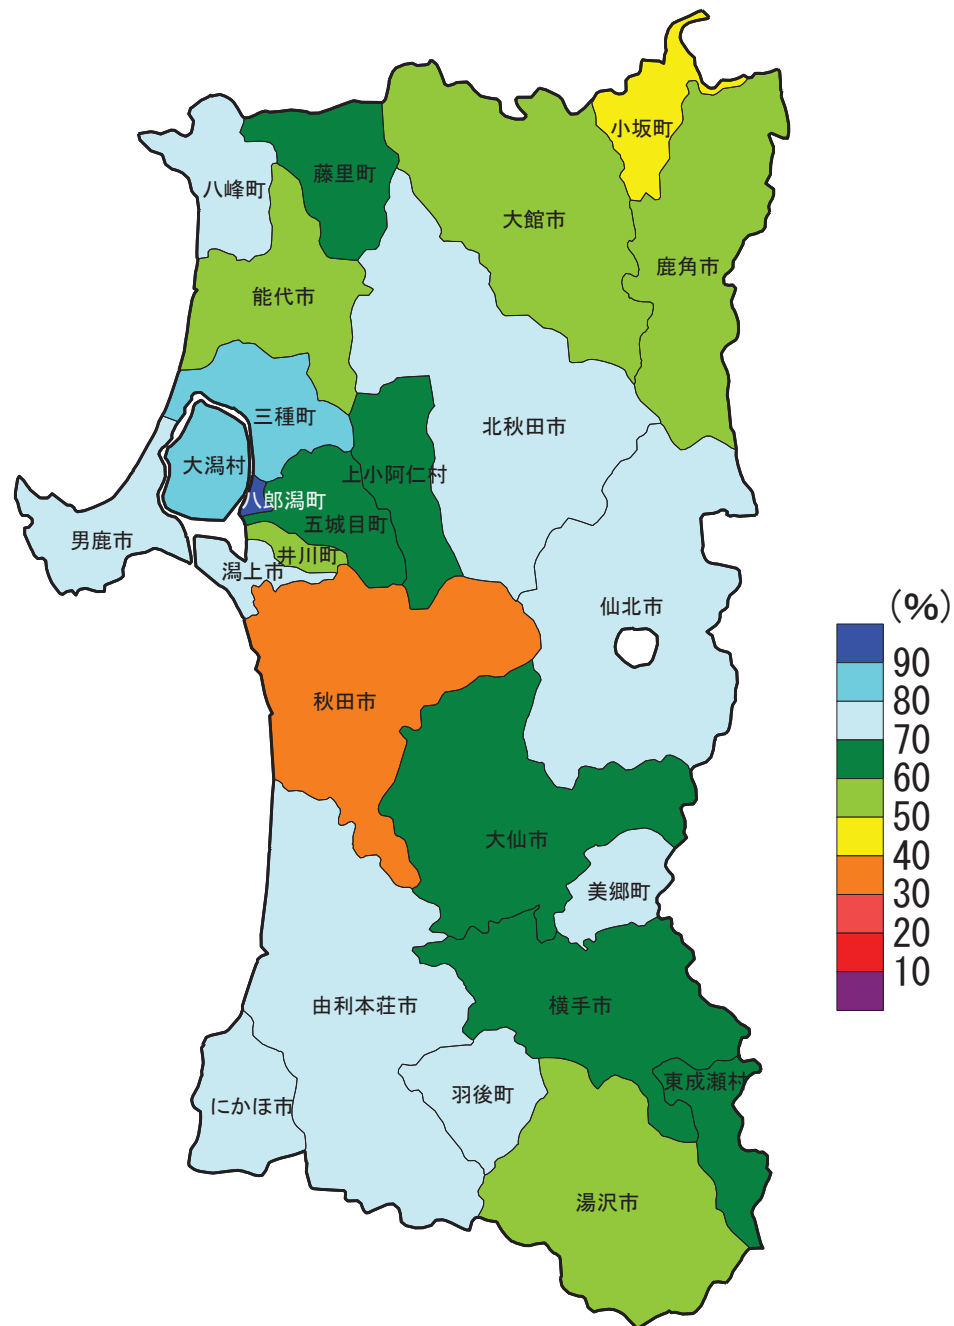 小坂町
藤里町
八峰町
大館市
鹿角市
能代市
三種町
北秋田市
大潟村
上小阿仁村
八郎潟町
五城目町
男鹿市
井川町
潟上市
仙北市
秋田市
大仙市
美郷町
由利本荘市
横手市
東成瀬村
羽後町
にかほ市
湯沢市
(%)
90
80
70
60
50
40
30
20
10